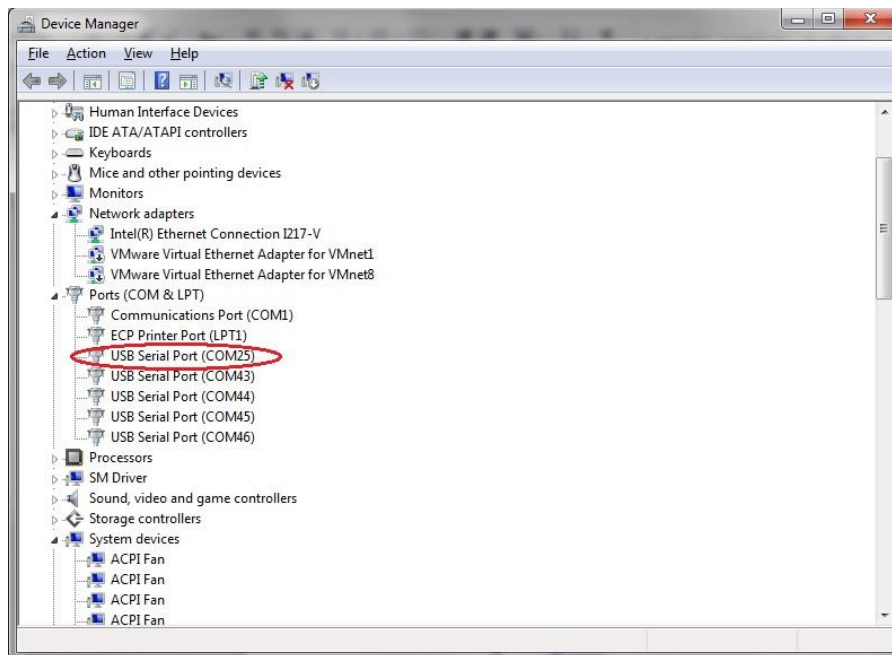 Device Manager
File Action View Help
Human Interface Devices
IDE ATA/ATAPI controllers
Keyboards
Mice and other pointing devices
Monitors
Network adapters
Intel(R) Ethernet Connection I217-V
VMware Virtual Ethernet Adapter for VMnet1
VMware Virtual Ethernet Adapter for VMnet8
Ports (COM & LPT)
Communications Port (COM1)
ECP Printer Port (LPT1)
USB Serial Port (COM25)
USB Serial Port (COM43)
USB Serial Port (COM44)
USB Serial Port (COM45)
USB Serial Port (COM46)
Processors
SM Driver
Sound, video and game controllers
Storage controllers
System devices
ACPI Fan
ACPI Fan
ACPI Fan
ACPI Fan